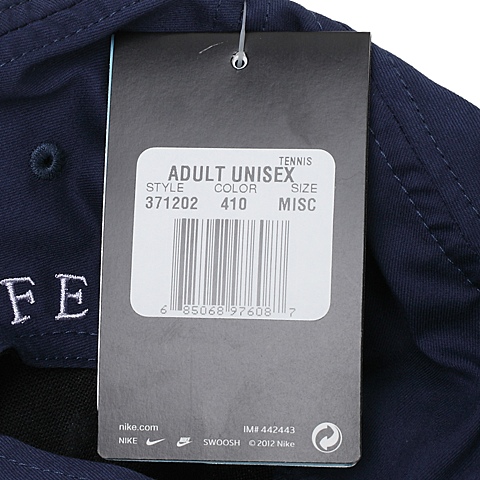 TENNIS
ADULT UNISEX
STYLE COLOR SIZE
371202 410 MISC
6 85068 97608 7
FE
nike.com IM# 442443
NIKE SWOOSH © 2012 Nike